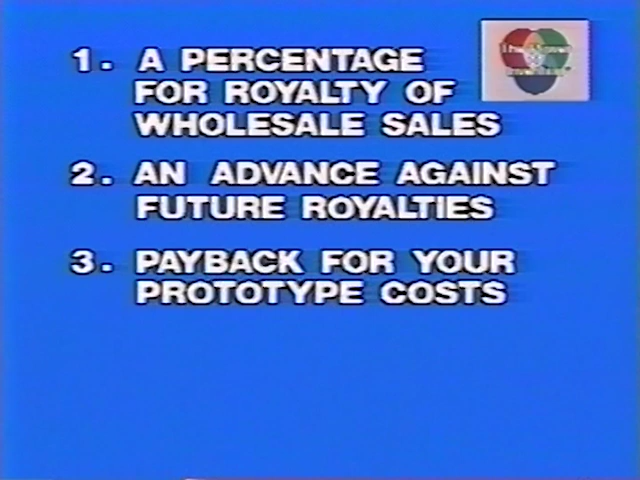 1. A PERCENTAGE
FOR ROYALTY OF
WHOLESALE SALES
2. AN ADVANCE AGAINST
FUTURE ROYALTIES
3. PAYBACK FOR YOUR
PROTOTYPE COSTS